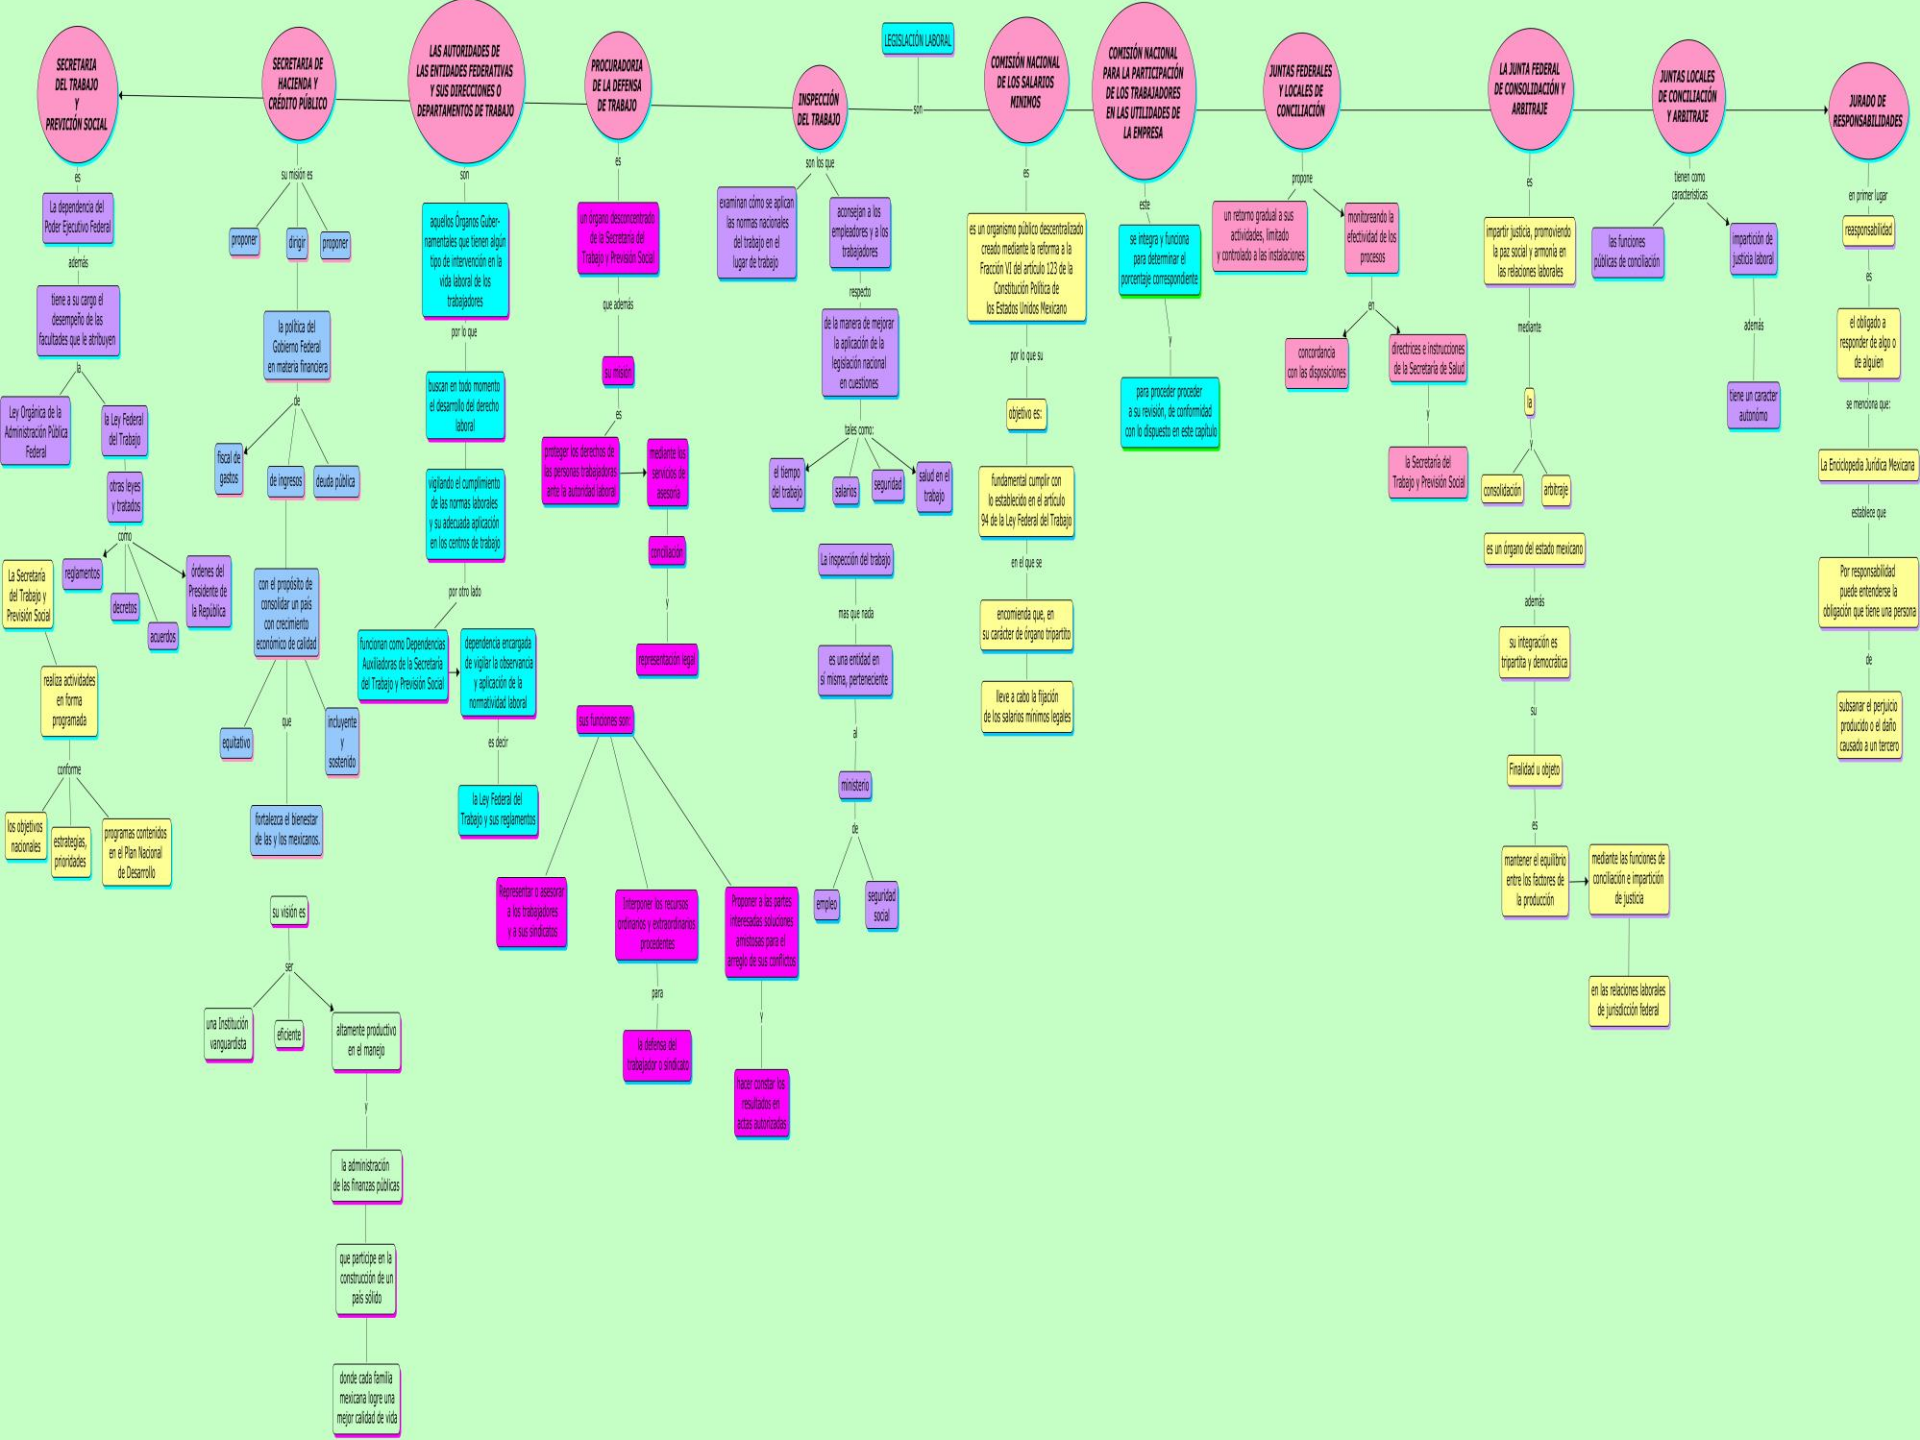 LEGISLACIÓN LABORAL
son
SECRETARIA
DEL TRABAJO
Y
PREVICIÓN SOCIAL
es
La dependencia del
Poder Ejecutivo Federal
además
tiene a su cargo el
desempeño de las
facultades que le atribuyen
la
Ley Orgánica de la
Administración Pública
Federal
la Ley Federal
del Trabajo
otras leyes
y tratados
como
reglamentos
decretos
acuerdos
órdenes del
Presidente de
la República
La Secretaría
del Trabajo y
Previsión Social
realiza actividades
en forma
programada
conforme
los objetivos
nacionales
estrategias,
prioridades
programas contenidos
en el Plan Nacional
de Desarrollo
SECRETARIA DE
HACIENDA Y
CRÉDITO PÚBLICO
su misión es
proponer
dirigir
proponer
la política del
Gobierno Federal
en materia financiera
de
fiscal de
gastos
de ingresos
deuda pública
con el propósito de
consolidar un país
con crecimiento
económico de calidad
equitativo
que
incluyente
y
sostenido
fortalezca el bienestar
de las y los mexicanos.
su visión es
ser
una Institución
vanguardista
eficiente
altamente productivo
en el manejo
y
la administración
de las finanzas públicas
que participe en la
construcción de un
país sólido
donde cada familia
mexicana logre una
mejor calidad de vida
LAS AUTORIDADES DE
LAS ENTIDADES FEDERATIVAS
Y SUS DIRECCIONES O
DEPARTAMENTOS DE TRABAJO
son
aquellos Órganos Guber-
namentales que tienen algún
tipo de intervención en la
vida laboral de los
trabajadores
por lo que
buscan en todo momento
el desarrollo del derecho
laboral
vigilando el cumplimiento
de las normas laborales
y su adecuada aplicación
en los centros de trabajo
por otro lado
funcionan como Dependencias
Auxiliadoras de la Secretaría
del Trabajo y Previsión Social
dependencia encargada
de vigilar la observancia
y aplicación de la
normatividad laboral
es decir
la Ley Federal del
Trabajo y sus reglamentos
PROCURADORIA
DE LA DEFENSA
DE TRABAJO
es
un órgano desconcentrado
de la Secretaría del
Trabajo y Previsión Social
que además
su misión
es
proteger los derechos de
las personas trabajadoras
ante la autoridad laboral
mediante los
servicios de
asesoría
conciliación
y
representación legal
sus funciones son:
Representar o asesorar
a los trabajadores
y a sus sindicatos
Interponer los recursos
ordinarios y extraordinarios
procedentes
para
la defensa del
trabajador o sindicato
Proponer a las partes
interesadas soluciones
amistosas para el
arreglo de sus conflictos
y
hacer constar los
resultados en
actas autorizadas
INSPECCIÓN
DEL TRABAJO
son los que
examinan cómo se aplican
las normas nacionales
del trabajo en el
lugar de trabajo
aconsejan a los
empleadores y a los
trabajadores
respecto
de la manera de mejorar
la aplicación de la
legislación nacional
en cuestiones
tales como:
el tiempo
del trabajo
salarios
seguridad
salud en el
trabajo
La inspección del trabajo
mas que nada
es una entidad en
sí misma, perteneciente
al
ministerio
de
empleo
seguridad
social
COMISIÓN NACIONAL
DE LOS SALARIOS
MINIMOS
es
es un organismo público descentralizado
creado mediante la reforma a la
Fracción VI del artículo 123 de la
Constitución Política de
los Estados Unidos Mexicano
por lo que su
objetivo es:
fundamental cumplir con
lo establecido en el artículo
94 de la Ley Federal del Trabajo
en el que se
encomienda que, en
su carácter de órgano tripartito
lleve a cabo la fijación
de los salarios mínimos legales
COMISIÓN NACIONAL
PARA LA PARTICIPACIÓN
DE LOS TRABAJADORES
EN LAS UTILIDADES DE
LA EMPRESA
este
se integra y funciona
para determinar el
porcentaje correspondiente
y
para proceder proceder
a su revisión, de conformidad
con lo dispuesto en este capítulo
JUNTAS FEDERALES
Y LOCALES DE
CONCILIACIÓN
propone
un retorno gradual a sus
actividades, limitado
y controlado a las instalaciones
monitoreando la
efectividad de los
procesos
en
concordancia
con las disposiciones
directrices e instrucciones
de la Secretaría de Salud
y
la Secretaría del
Trabajo y Previsión Social
LA JUNTA FEDERAL
DE CONSOLIDACIÓN Y
ARBITRAJE
es
impartir justicia, promoviendo
la paz social y armonía en
las relaciones laborales
mediante
la
y
consolidación
arbitraje
es un órgano del estado mexicano
además
su integración es
tripartita y democrática
su
Finalidad u objeto
es
mantener el equilibrio
entre los factores de
la producción
mediante las funciones de
conciliación e impartición
de justicia
en las relaciones laborales
de jurisdicción federal
JUNTAS LOCALES
DE CONCILIACIÓN
Y ARBITRAJE
tienen como
características
las funciones
públicas de conciliación
impartición de
justicia laboral
además
tiene un caracter
autonómo
JURADO DE
RESPONSABILIDADES
en primer lugar
reasponsabilidad
es
el obligado a
responder de algo o
de alguien
se menciona que:
La Enciclopedia Jurídica Mexicana
establece que
Por responsabilidad
puede entenderse la
obligación que tiene una persona
de
subsanar el perjuicio
producido o el daño
causado a un tercero